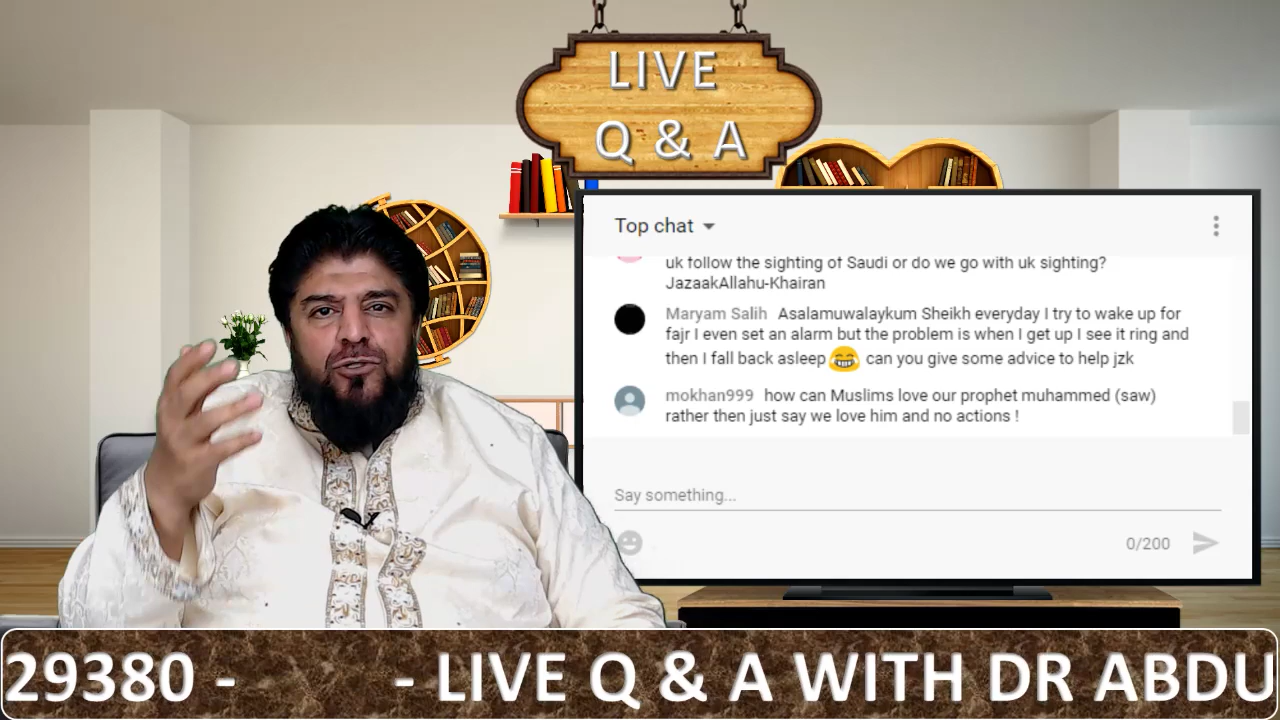 LIVE
Q & A
Top chat
uk follow the sighting of Saudi or do we go with uk sighting?
JazaakAllahu-Khairan
Maryam Salih Asalamuwalaykum Sheikh everyday I try to wake up for
fajr I even set an alarm but the problem is when I get up I see it ring and
then I fall back asleep 😂 can you give some advice to help jzk
mokhan999 how can Muslims love our prophet muhammed (saw)
rather then just say we love him and no actions !
Say something...
0/200
29380 - - LIVE Q & A WITH DR ABDU